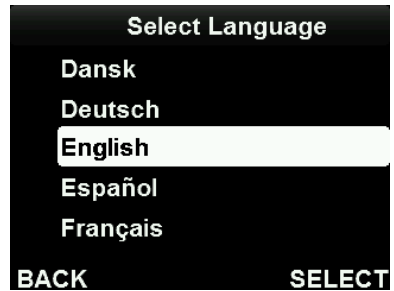 Select Language
Dansk
Deutsch
English
Español
Français
BACK SELECT